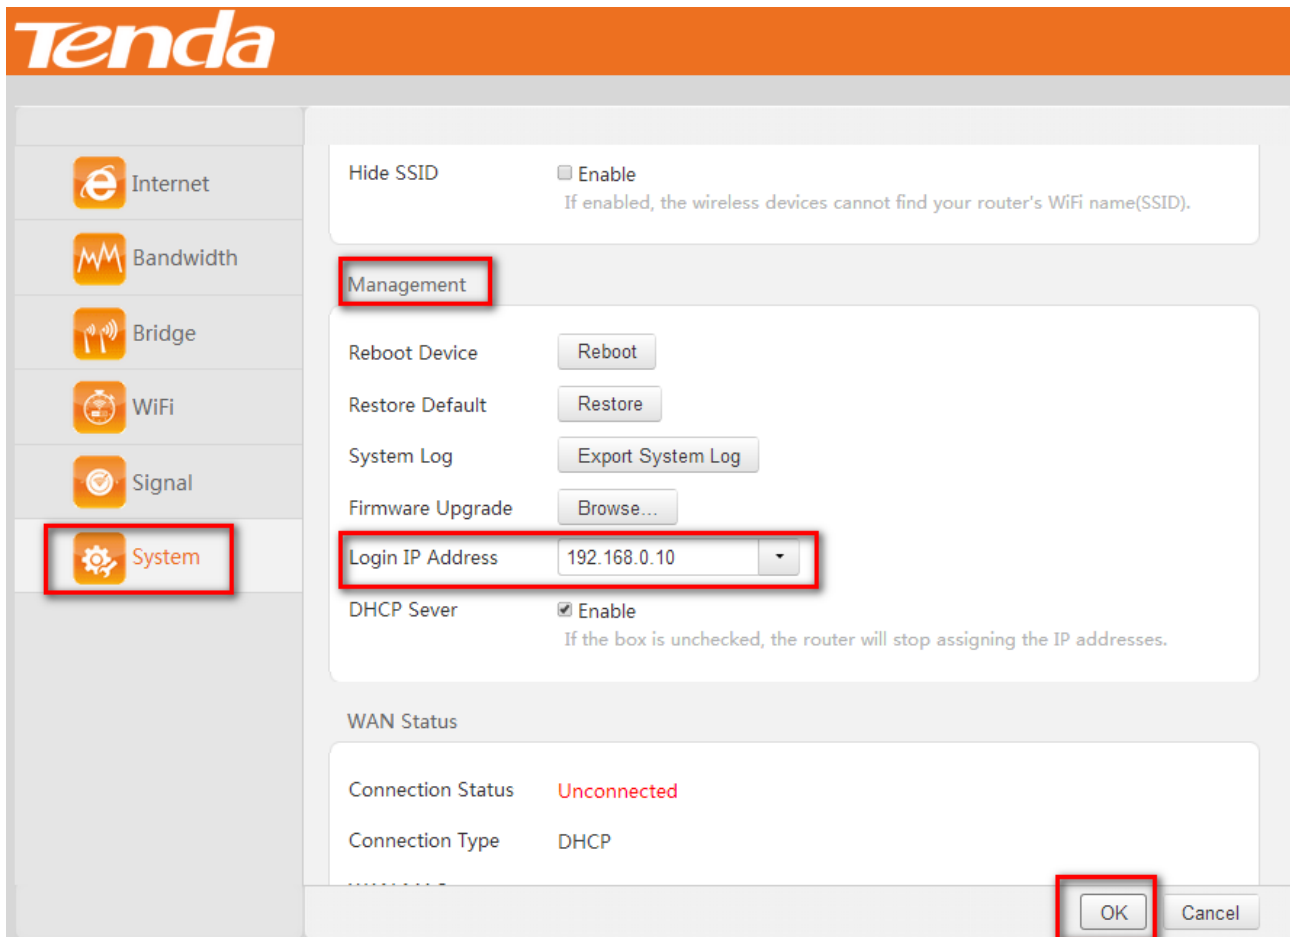 Tenda
Internet
Bandwidth
Bridge
WiFi
Signal
System
Hide SSID
Enable
If enabled, the wireless devices cannot find your router's WiFi name(SSID).
Management
Reboot Device
Reboot
Restore Default
Restore
System Log
Export System Log
Firmware Upgrade
Browse...
Login IP Address
192.168.0.10
DHCP Sever
Enable
If the box is unchecked, the router will stop assigning the IP addresses.
WAN Status
Connection Status
Unconnected
Connection Type
DHCP
OK
Cancel